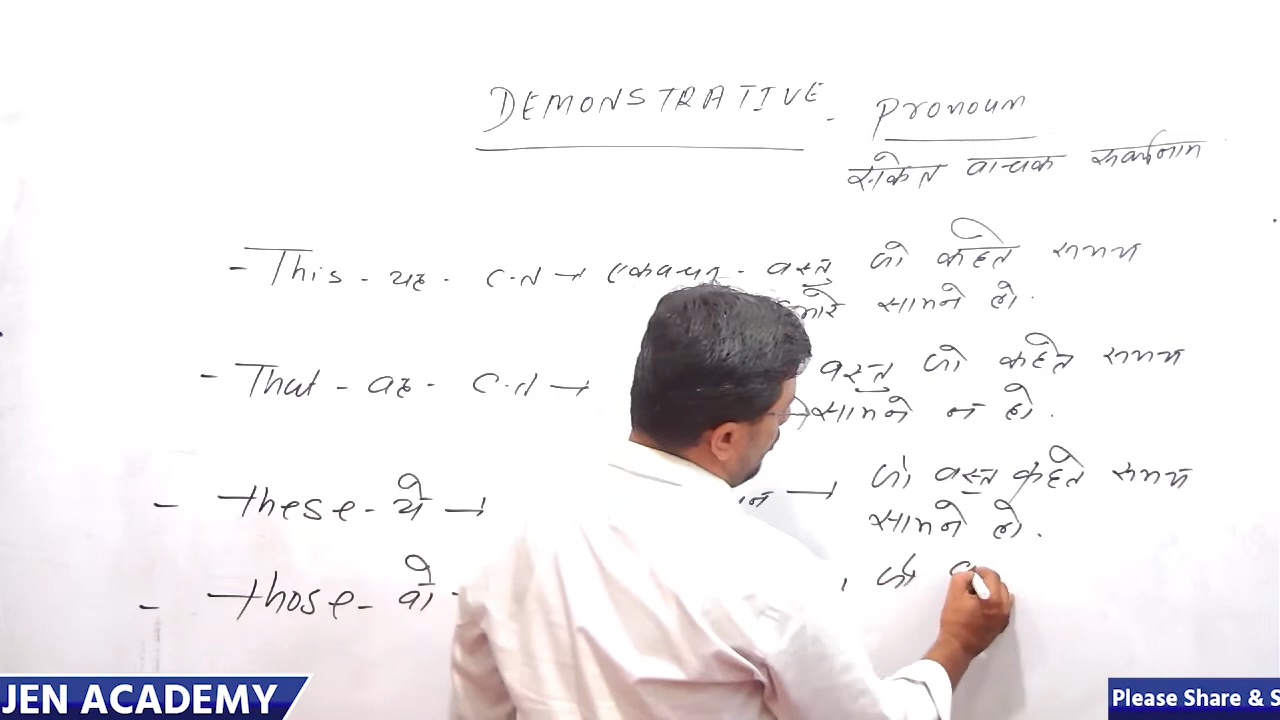 DEMONSTRATIVE - Pronoun
संकेत वाचक सर्वनाम
- This - यह - C.N → एकवचन - वस्तु जो कहते समय
हमारे सामने हो.
- That - वह - C.N → वस्तु जो कहते समय
सामने न हो.
- These - ये → जो वस्तु कहते समय
सामने हो.
- Those - वो - जो
JEN ACADEMY
Please Share & S